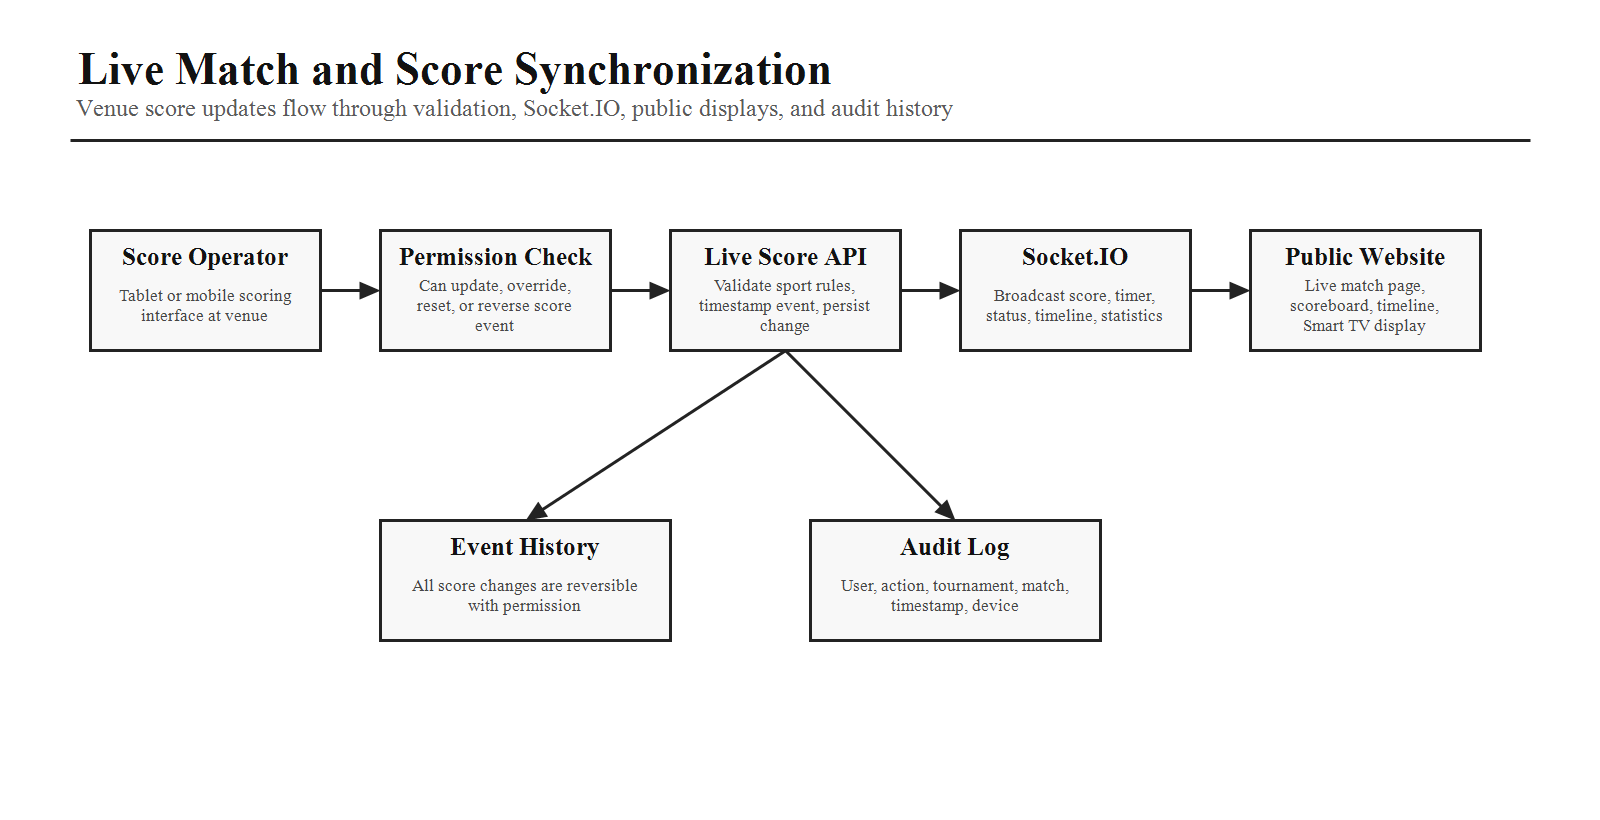 Live Match and Score Synchronization
Venue score updates flow through validation, Socket.IO, public displays, and audit history
Score Operator
Tablet or mobile scoring
interface at venue
Permission Check
Can update, override,
reset, or reverse score
event
Live Score API
Validate sport rules,
timestamp event, persist
change
Socket.IO
Broadcast score, timer,
status, timeline, statistics
Public Website
Live match page,
scoreboard, timeline,
Smart TV display
Event History
All score changes are reversible
with permission
Audit Log
User, action, tournament, match,
timestamp, device